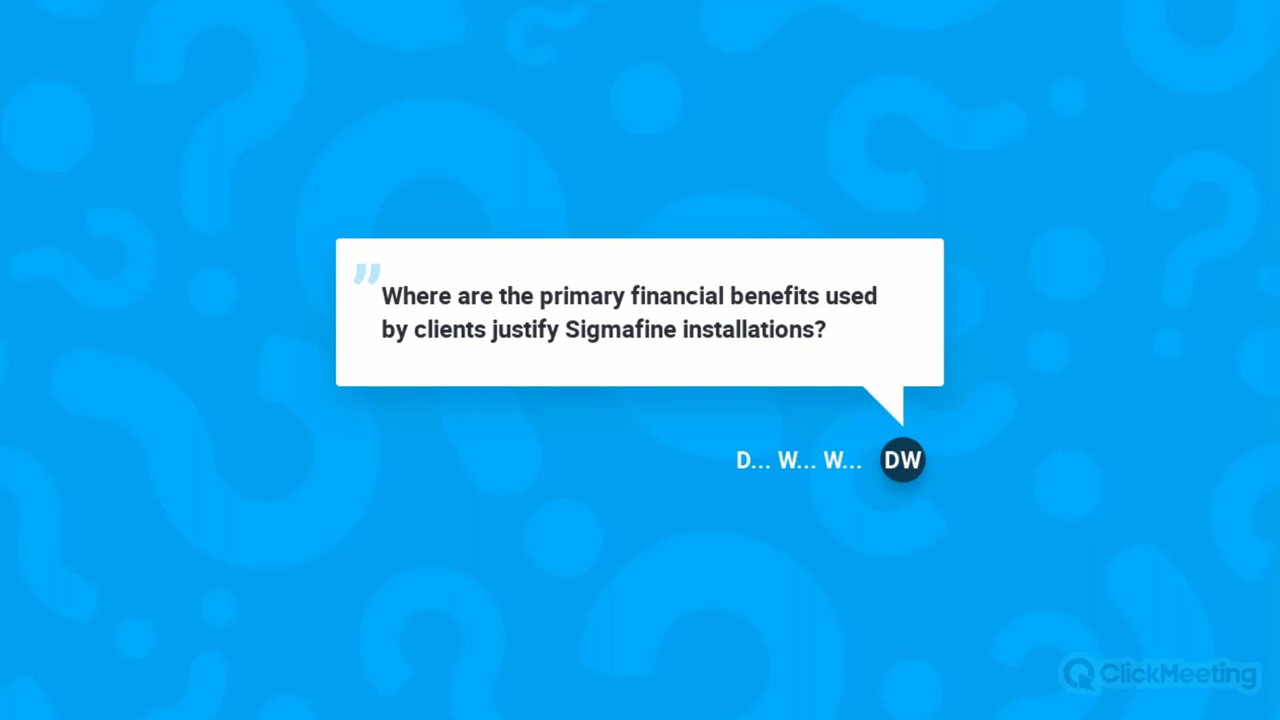 ”
Where are the primary financial benefits used
by clients justify Sigmafine installations?
D... W... W... DW
ClickMeeting